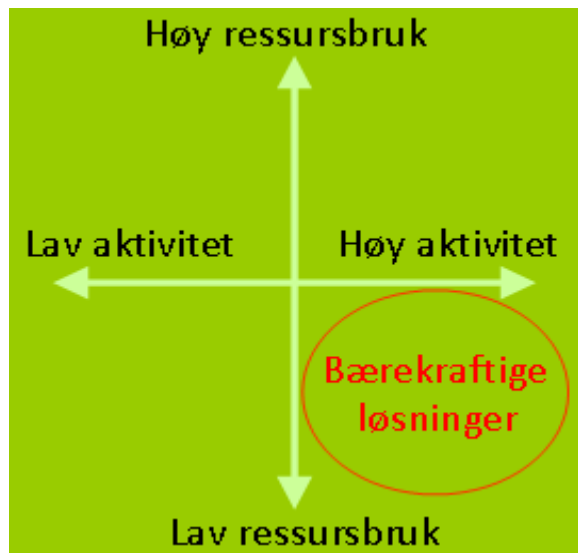 Høy ressursbruk
Lav aktivitet
Høy aktivitet
Bærekraftige
løsninger
Lav ressursbruk